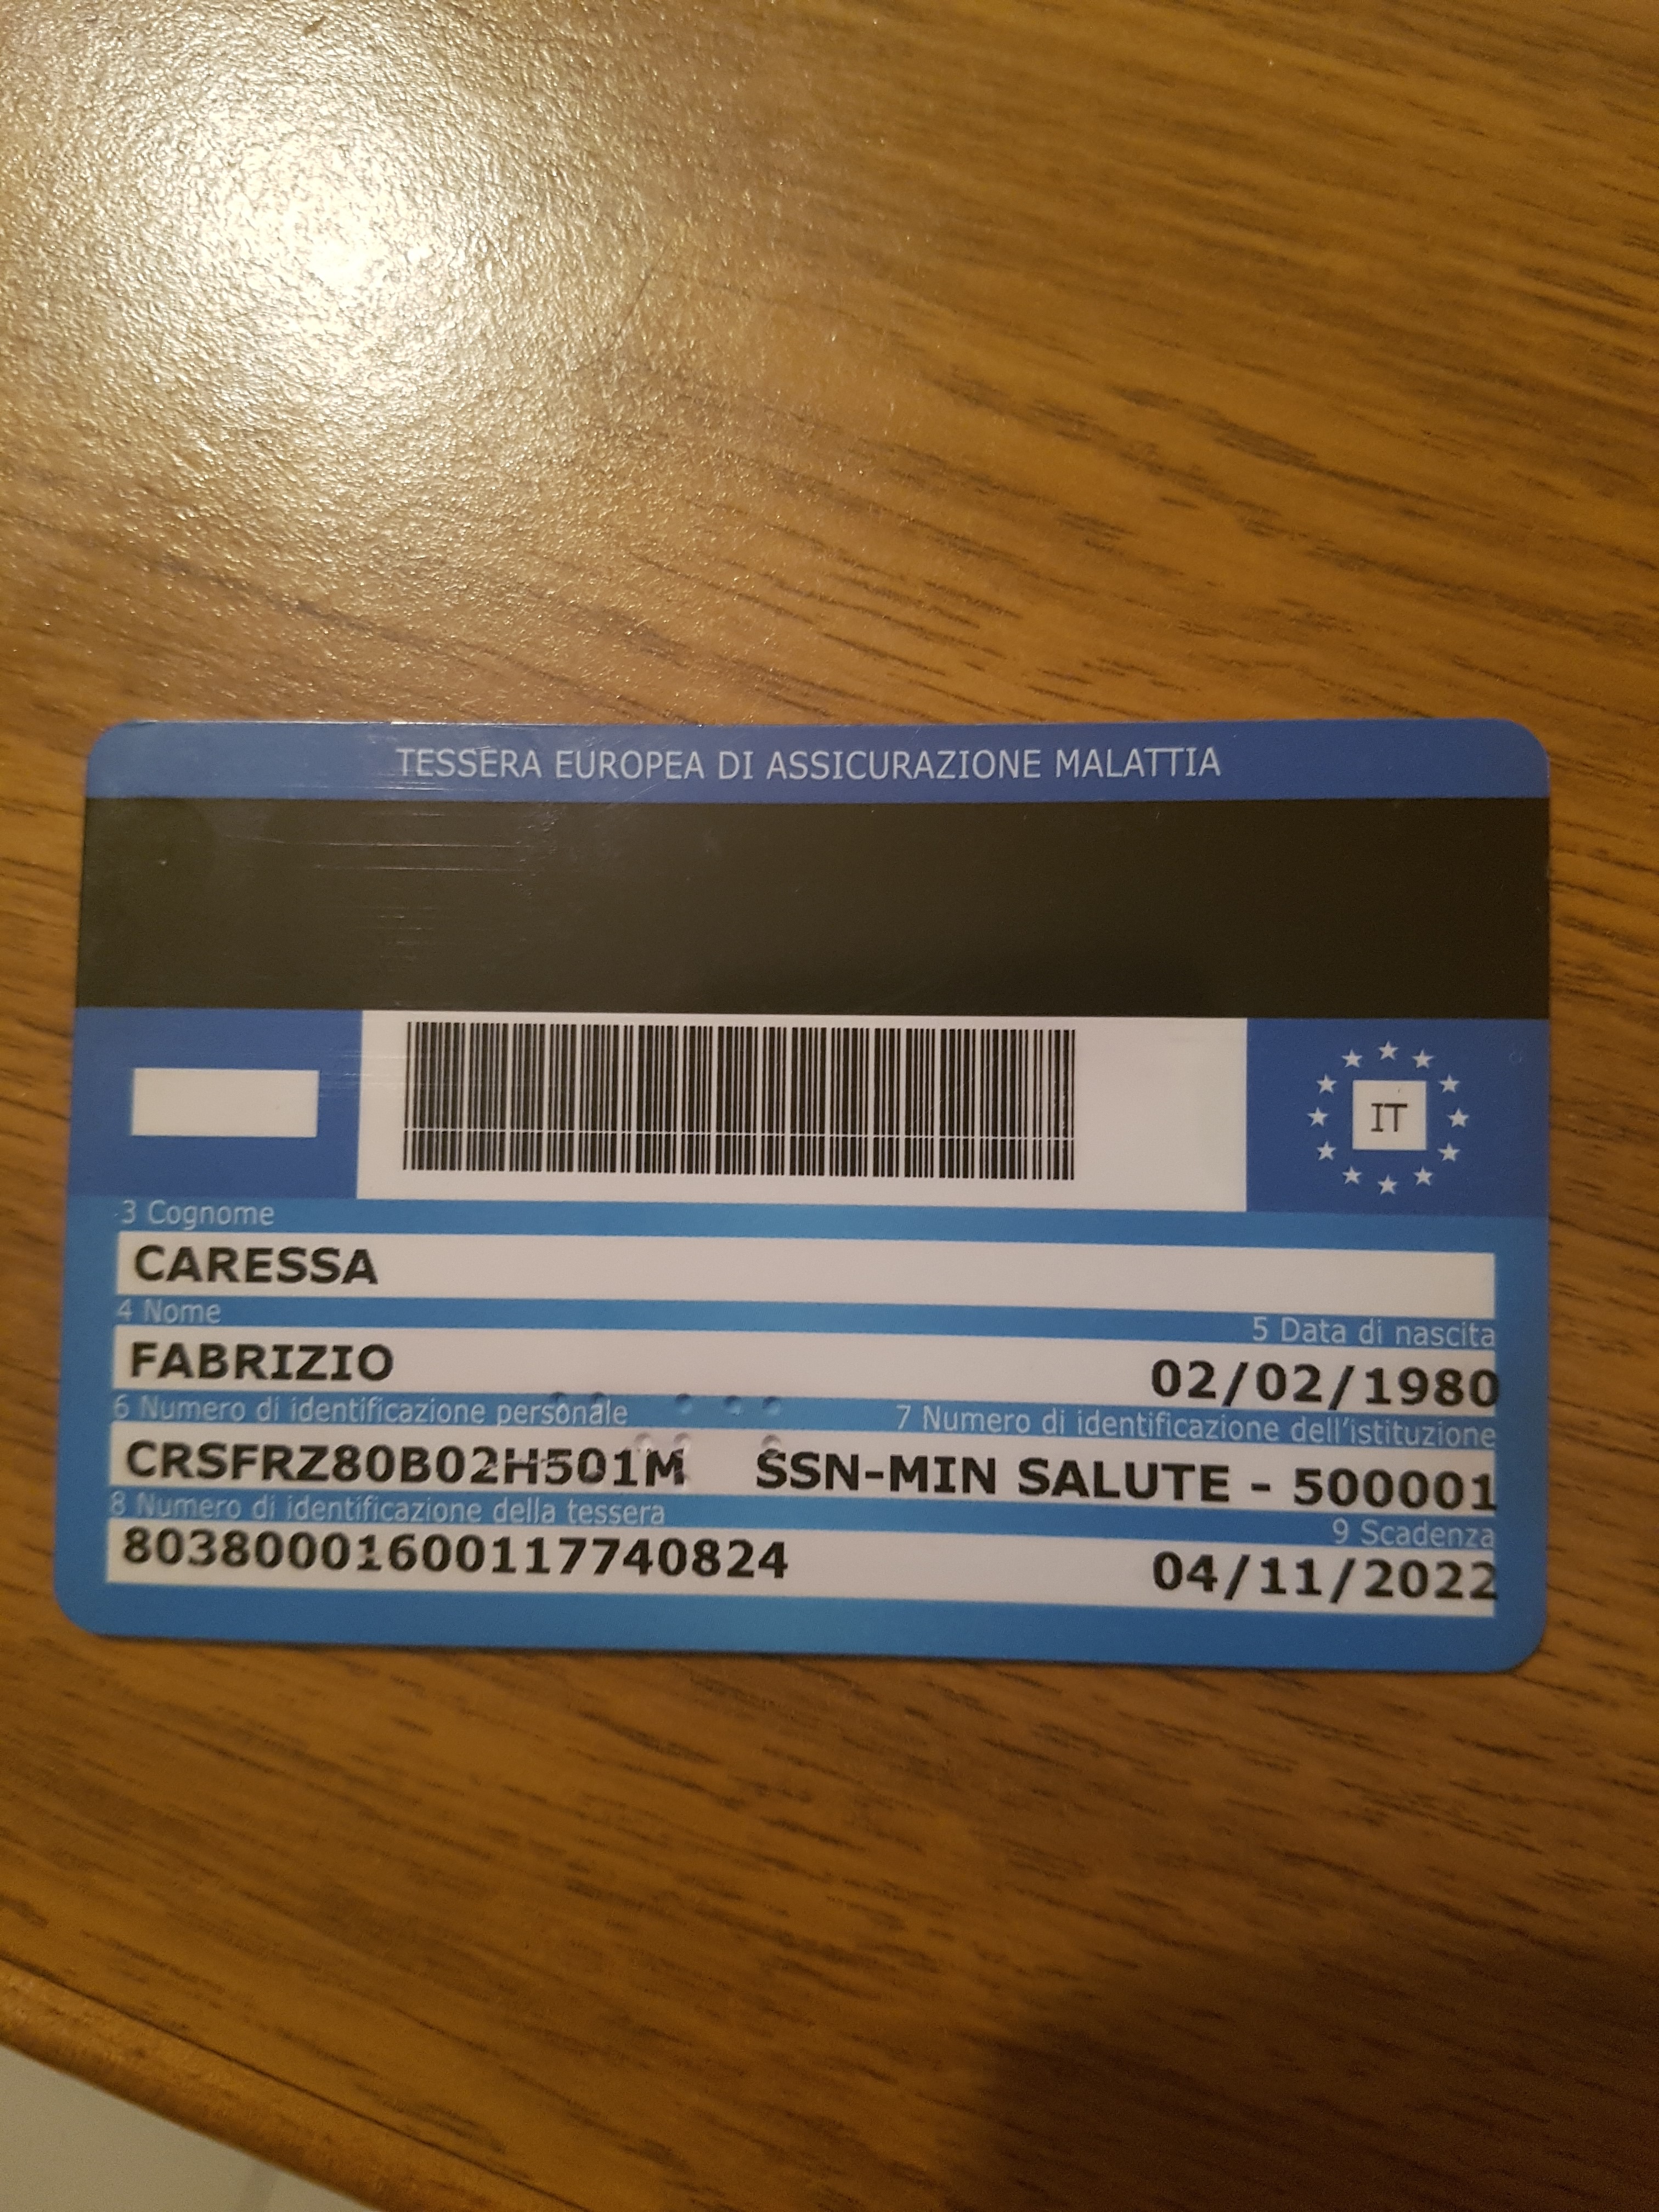 TESSERA EUROPEA DI ASSICURAZIONE MALATTIA
IT
3 Cognome
CARESSA
4 Nome
5 Data di nascita
FABRIZIO
02/02/1980
6 Numero di identificazione personale
7 Numero di identificazione dell'istituzione
CRSFRZ80B02H501M
SSN-MIN SALUTE - 500001
8 Numero di identificazione della tessera
9 Scadenza
80380001600117740824
04/11/2022